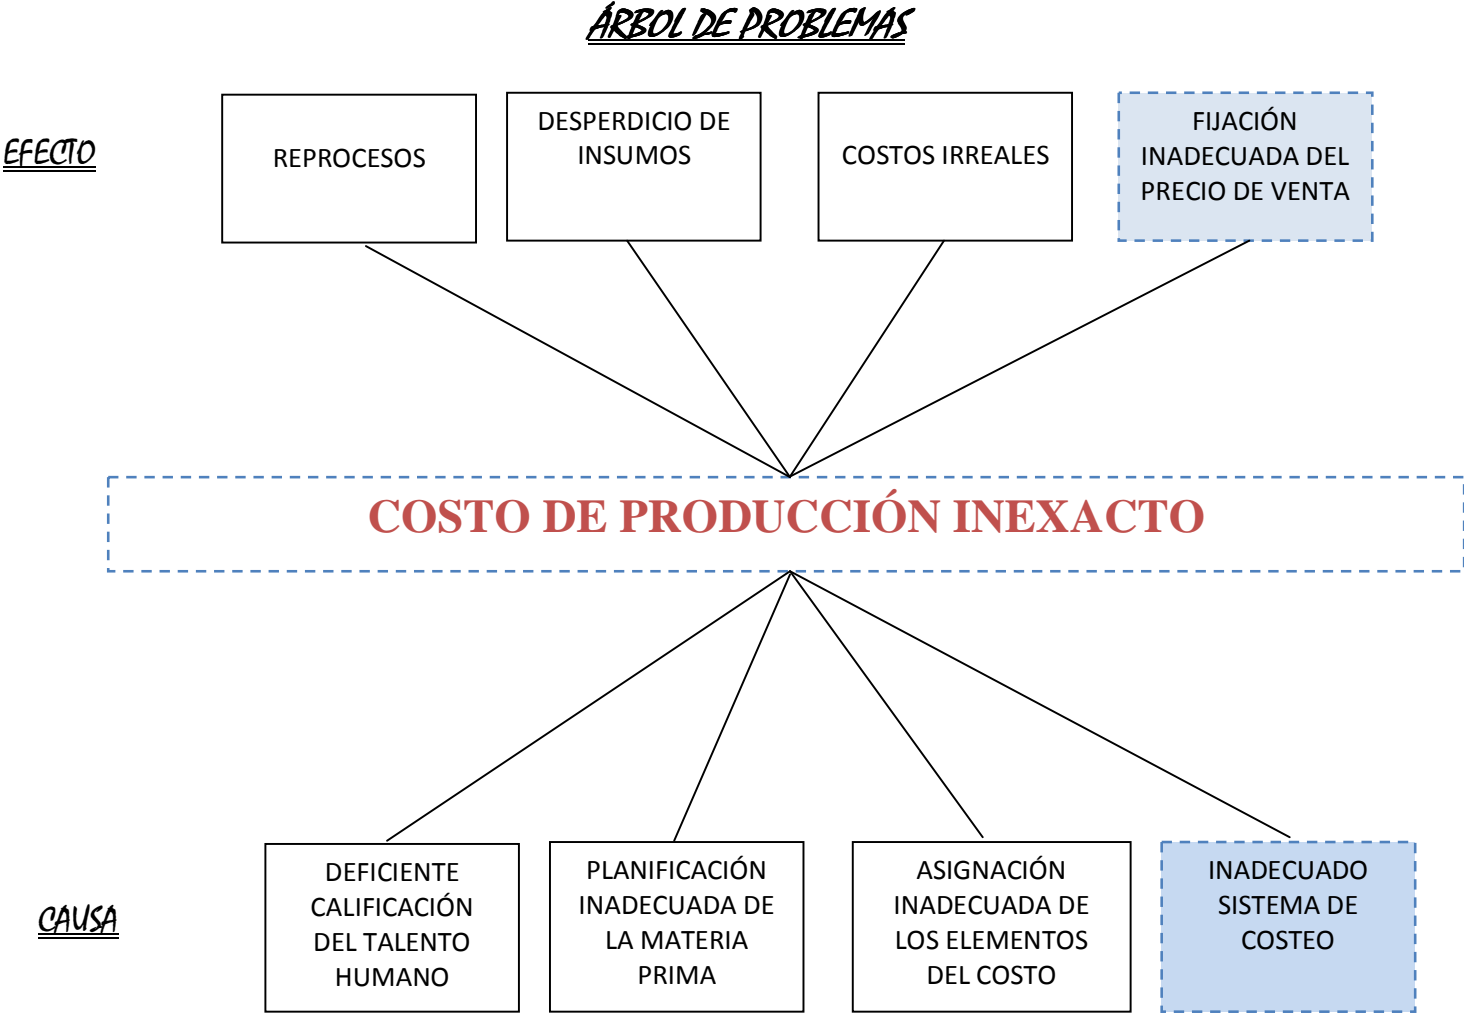 ÁRBOL DE PROBLEMAS
EFECTO
REPROCESOS
DESPERDICIO DE
INSUMOS
COSTOS IRREALES
FIJACIÓN
INADECUADA DEL
PRECIO DE VENTA
COSTO DE PRODUCCIÓN INEXACTO
CAUSA
DEFICIENTE
CALIFICACIÓN
DEL TALENTO
HUMANO
PLANIFICACIÓN
INADECUADA DE
LA MATERIA
PRIMA
ASIGNACIÓN
INADECUADA DE
LOS ELEMENTOS
DEL COSTO
INADECUADO
SISTEMA DE
COSTEO